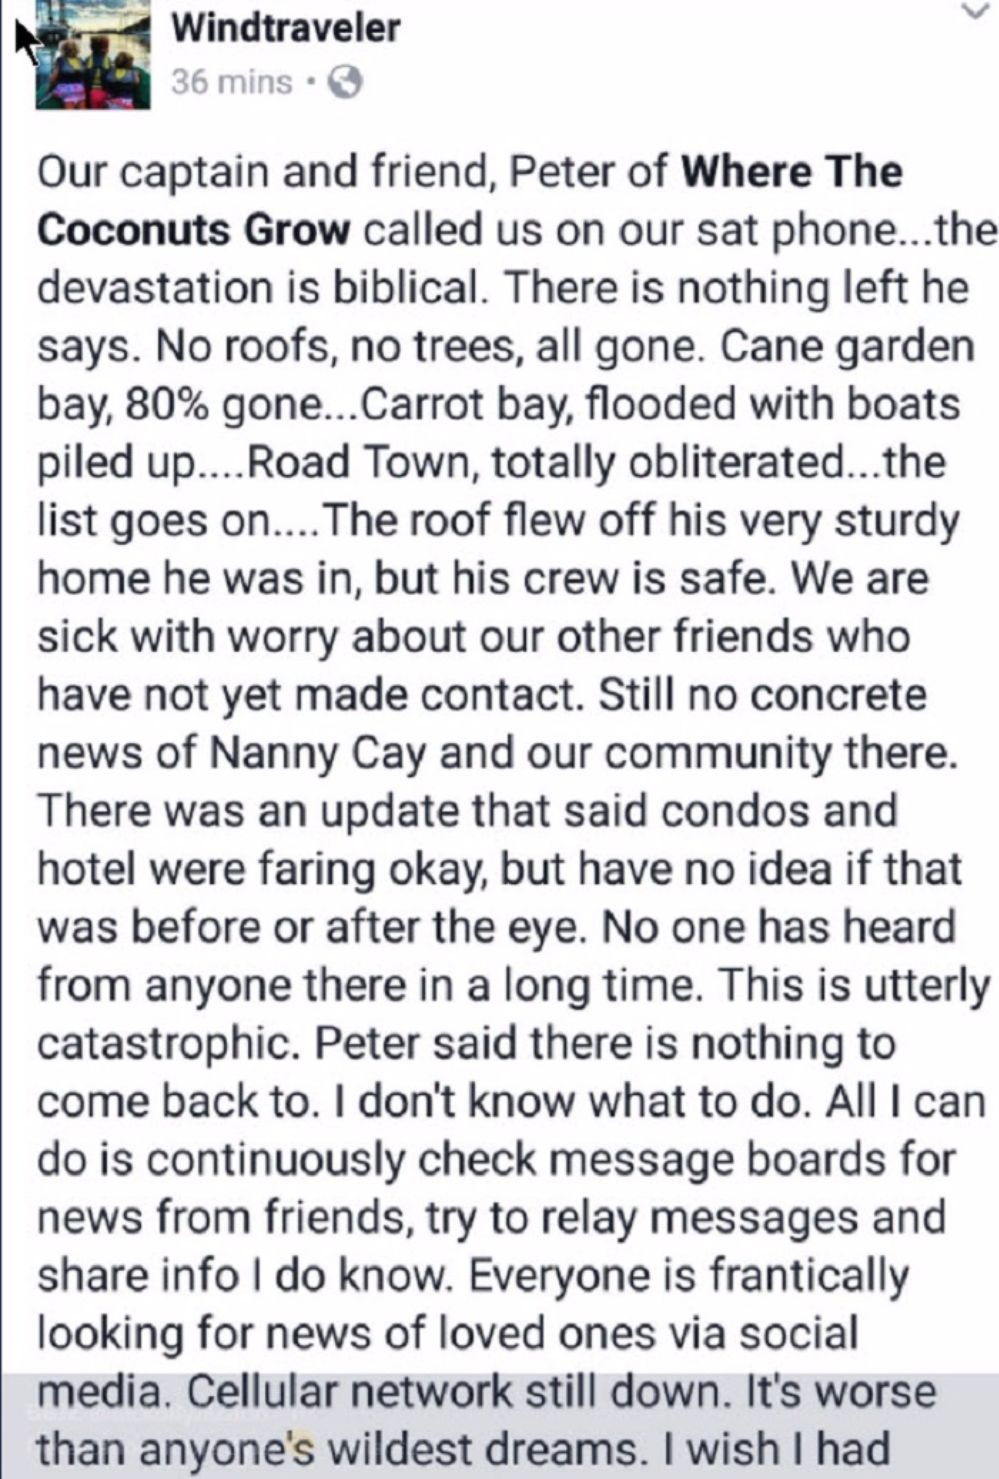 Windtraveler
36 mins ·
Our captain and friend, Peter of Where The
Coconuts Grow called us on our sat phone...the
devastation is biblical. There is nothing left he
says. No roofs, no trees, all gone. Cane garden
bay, 80% gone...Carrot bay, flooded with boats
piled up....Road Town, totally obliterated...the
list goes on....The roof flew off his very sturdy
home he was in, but his crew is safe. We are
sick with worry about our other friends who
have not yet made contact. Still no concrete
news of Nanny Cay and our community there.
There was an update that said condos and
hotel were faring okay, but have no idea if that
was before or after the eye. No one has heard
from anyone there in a long time. This is utterly
catastrophic. Peter said there is nothing to
come back to. I don't know what to do. All I can
do is continuously check message boards for
news from friends, try to relay messages and
share info I do know. Everyone is frantically
looking for news of loved ones via social
media. Cellular network still down. It's worse
than anyone's wildest dreams. I wish I had